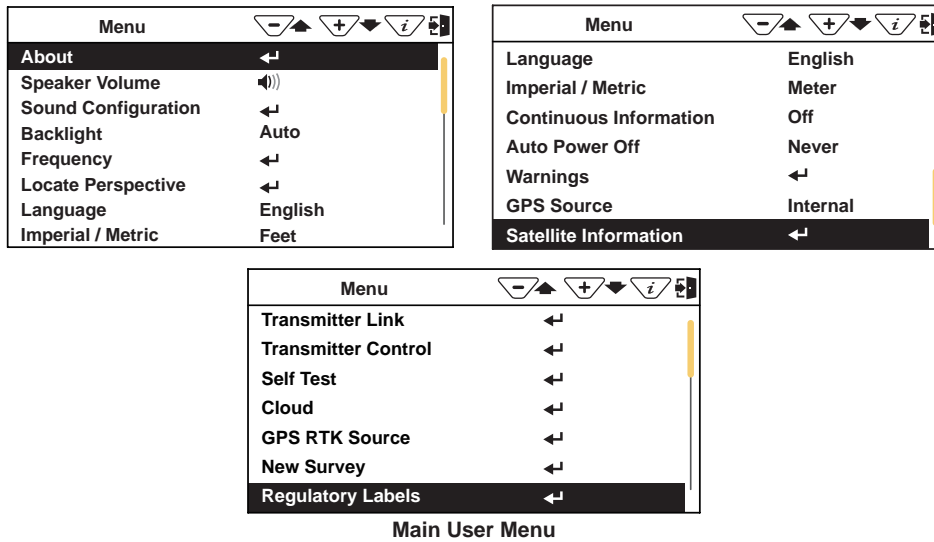 Menu - + i
About
Speaker Volume
Sound Configuration
Backlight Auto
Frequency
Locate Perspective
Language English
Imperial / Metric Feet
Menu - + i
Language English
Imperial / Metric Meter
Continuous Information Off
Auto Power Off Never
Warnings
GPS Source Internal
Satellite Information
Menu - + i
Transmitter Link
Transmitter Control
Self Test
Cloud
GPS RTK Source
New Survey
Regulatory Labels
Main User Menu